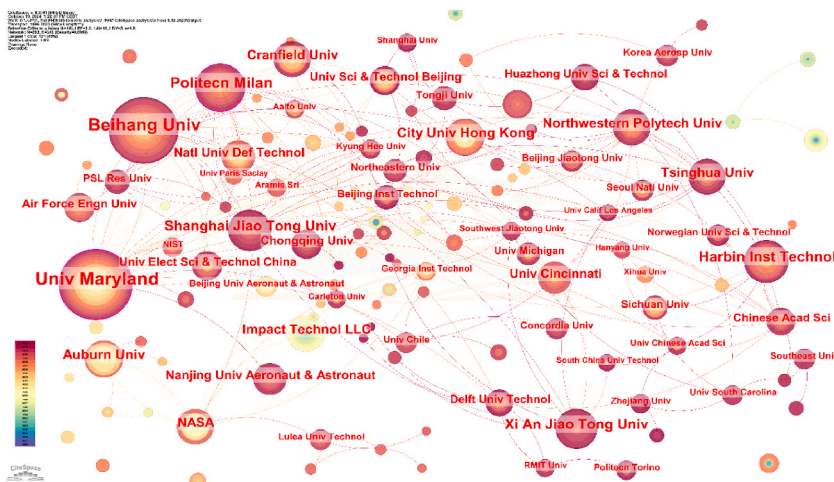 Shanghai Univ
Cranfield Univ
Korea Aerosp Univ
Politecn Milan
Univ Sci & Technol Beijing
Huazhong Univ Sci & Technol
Tongji Univ
Aalto Univ
Beihang Univ
City Univ Hong Kong
Northwestern Polytech Univ
Kyung Hee Univ
Natl Univ Def Technol
Beijing Jiaotong Univ
Univ Paris Saclay
Northeastern Univ
Tsinghua Univ
PSL Res Univ
Aramis Srl
Seoul Natl Univ
Beijing Inst Technol
Air Force Engn Univ
Univ Calif Los Angeles
Shanghai Jiao Tong Univ
Southwest Jiaotong Univ
Norwegian Univ Sci & Technol
Chongqing Univ
NIST
Univ Michigan
Hanyang Univ
Harbin Inst Technol
Univ Elect Sci & Technol China
Georgia Inst Technol
Univ Cincinnati
Xihua Univ
Univ Maryland
Beijing Univ Aeronaut & Astronaut
Carleton Univ
Sichuan Univ
Chinese Acad Sci
Impact Technol LLC
Concordia Univ
Univ Chile
Univ Chinese Acad Sci
Auburn Univ
South China Univ Technol
Southeast Univ
Nanjing Univ Aeronaut & Astronaut
Univ South Carolina
Delft Univ Technol
Zhejiang Univ
NASA
Xi An Jiao Tong Univ
Lulea Univ Technol
RMIT Univ
Politecn Torino
CiteSpace